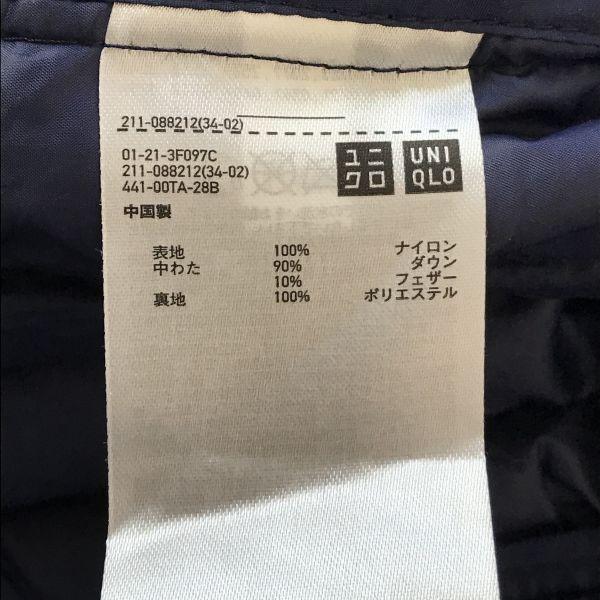 211-088212(34-02)
01-21-3F097C
211-088212(34-02)
441-00TA-28B
ユニ
クロ
UNI
QLO
中国製
表地 100% ナイロン
中わた 90% ダウン
10% フェザー
裏地 100% ポリエステル